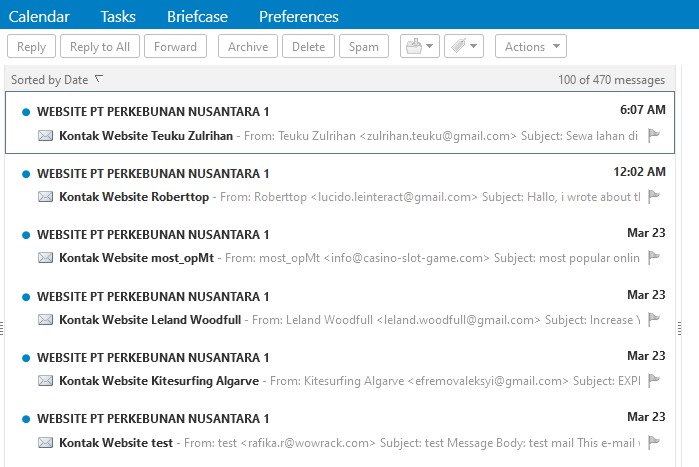 Calendar Tasks Briefcase Preferences
Reply Reply to All Forward Archive Delete Spam Actions
Sorted by Date 100 of 470 messages
WEBSITE PT PERKEBUNAN NUSANTARA 1 6:07 AM
Kontak Website Teuku Zulrihan - From: Teuku Zulrihan <zulrihan.teuku@gmail.com> Subject: Sewa lahan di
WEBSITE PT PERKEBUNAN NUSANTARA 1 12:02 AM
Kontak Website Roberttop - From: Roberttop <lucido.leinteract@gmail.com> Subject: Hallo, i wrote about
WEBSITE PT PERKEBUNAN NUSANTARA 1 Mar 23
Kontak Website most_opMt - From: most_opMt <info@casino-slot-game.com> Subject: most popular onlin
WEBSITE PT PERKEBUNAN NUSANTARA 1 Mar 23
Kontak Website Leland Woodfull - From: Leland Woodfull <leland.woodfull@gmail.com> Subject: Increase
WEBSITE PT PERKEBUNAN NUSANTARA 1 Mar 23
Kontak Website Kitesurfing Algarve - From: Kitesurfing Algarve <efremovaleksyi@gmail.com> Subject: EXP
WEBSITE PT PERKEBUNAN NUSANTARA 1 Mar 23
Kontak Website test - From: test <rafika.r@wowrack.com> Subject: test Message Body: test mail This e-mail